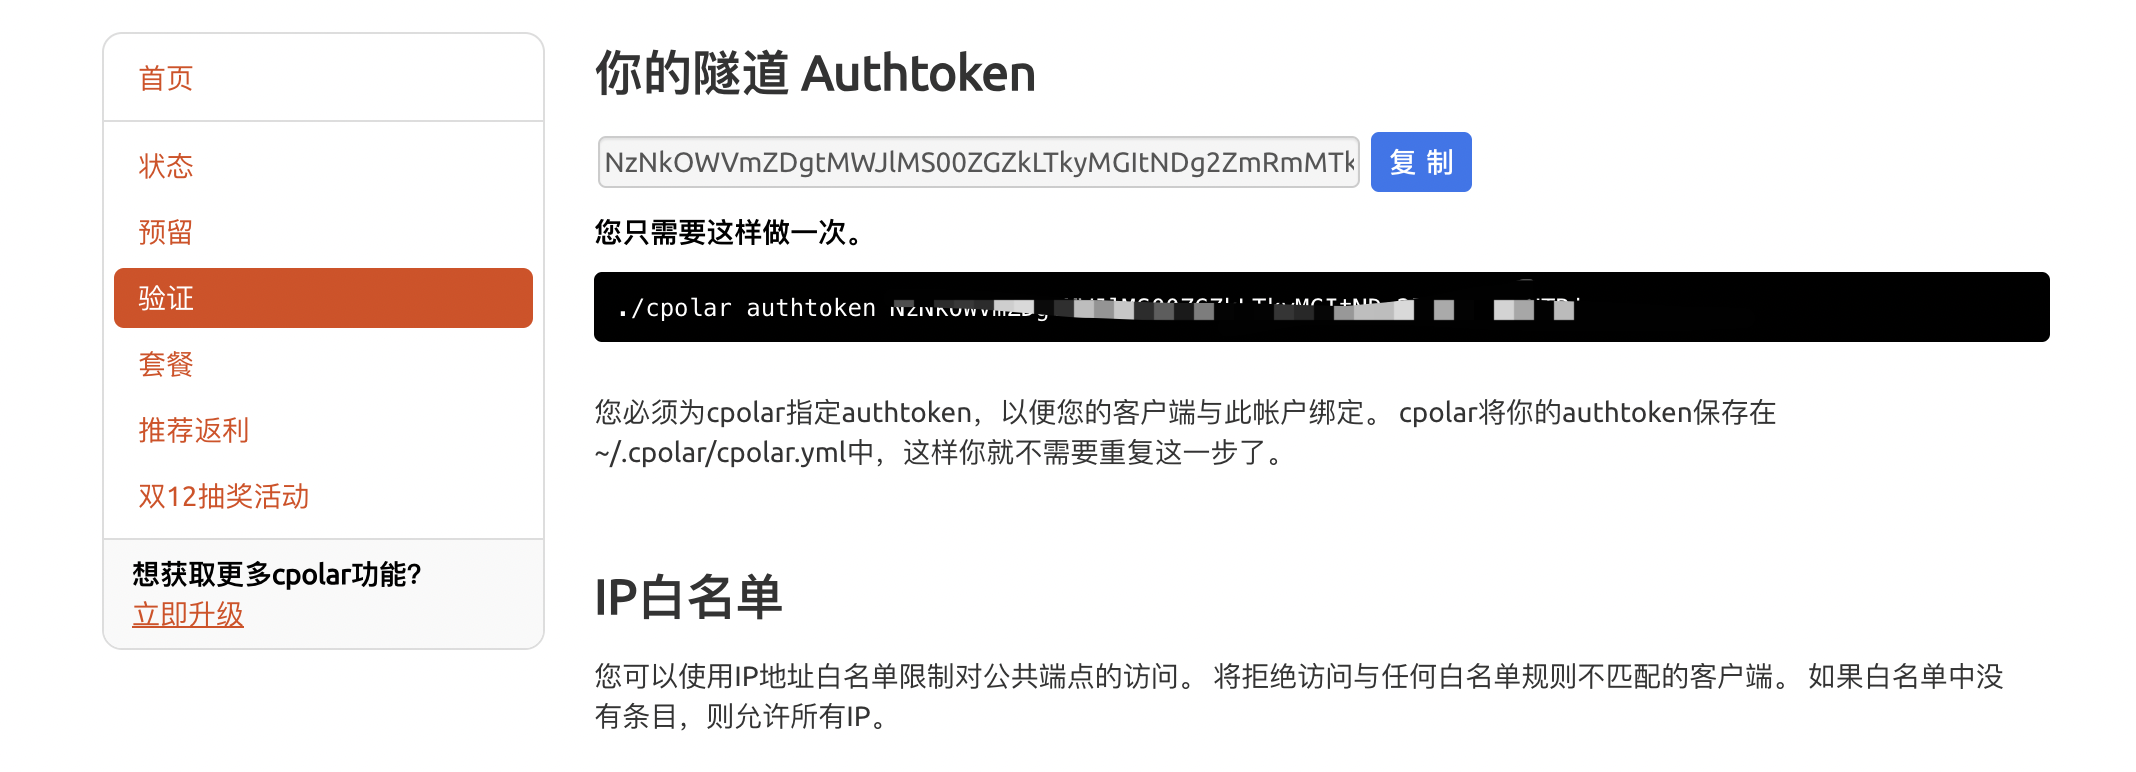 首页
状态
预留
验证
套餐
推荐返利
双12抽奖活动
想获取更多cpolar功能?
立即升级
你的隧道 Authtoken
NzNkOWVmZDgtMWJlMS00ZGZkLTkyMGItNDg2ZmRmMTk
复 制
您只需要这样做一次。
./cpolar authtoken
您必须为cpolar指定authtoken，以便您的客户端与此帐户绑定。 cpolar将你的authtoken保存在
~/.cpolar/cpolar.yml中，这样你就不需要重复这一步了。
IP白名单
您可以使用IP地址白名单限制对公共端点的访问。 将拒绝访问与任何白名单规则不匹配的客户端。 如果白名单中没
有条目，则允许所有IP。